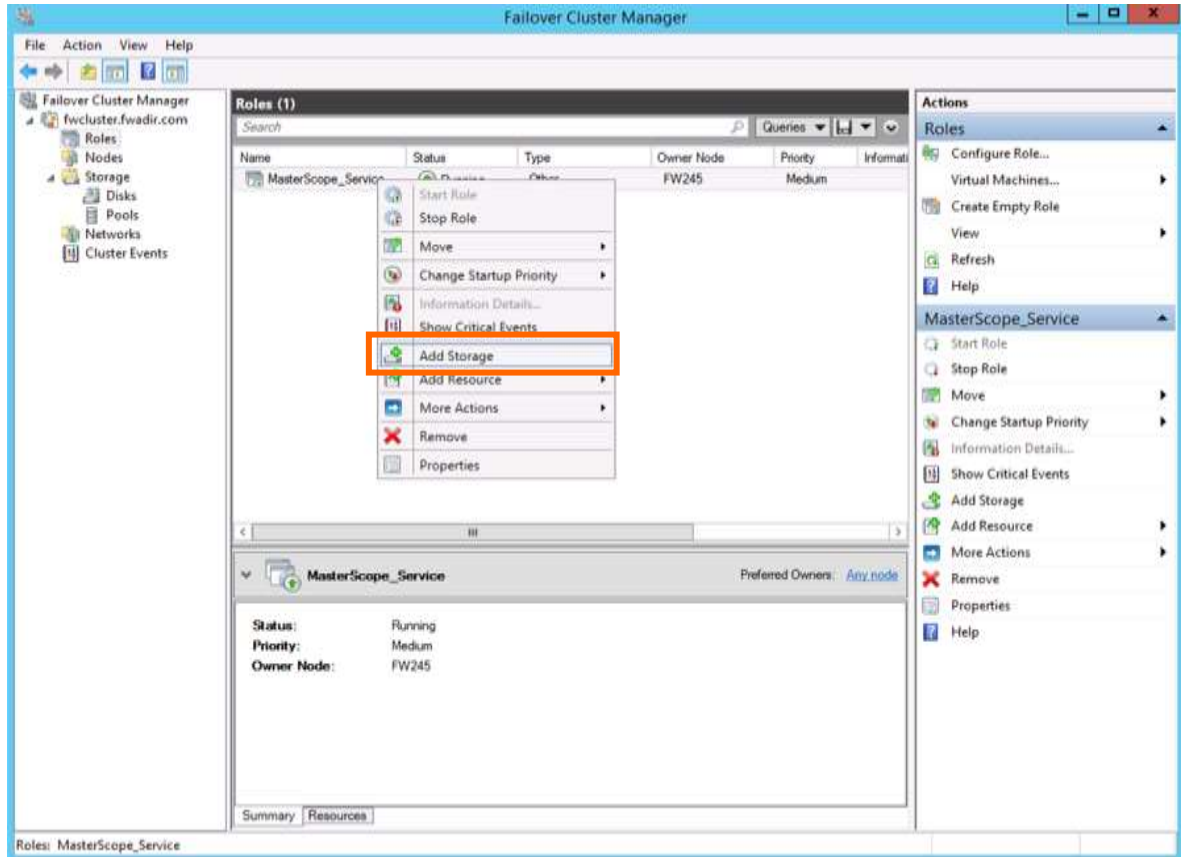 Failover Cluster Manager
File Action View Help
Failover Cluster Manager
fwcluster.fwadir.com
Roles
Nodes
Storage
Disks
Pools
Networks
Cluster Events
Roles (1)
Search
Queries
Name Status Type Owner Node Priority Informati
MasterScope_Service Running Other FW245 Medium
Start Role
Stop Role
Move
Change Startup Priority
Information Details...
Show Critical Events
Add Storage
Add Resource
More Actions
Remove
Properties
MasterScope_Service Preferred Owners: Any node
Status: Running
Priority: Medium
Owner Node: FW245
Summary Resources
Actions
Roles
Configure Role...
Virtual Machines...
Create Empty Role
View
Refresh
Help
MasterScope_Service
Start Role
Stop Role
Move
Change Startup Priority
Information Details...
Show Critical Events
Add Storage
Add Resource
More Actions
Remove
Properties
Help
Roles: MasterScope_Service